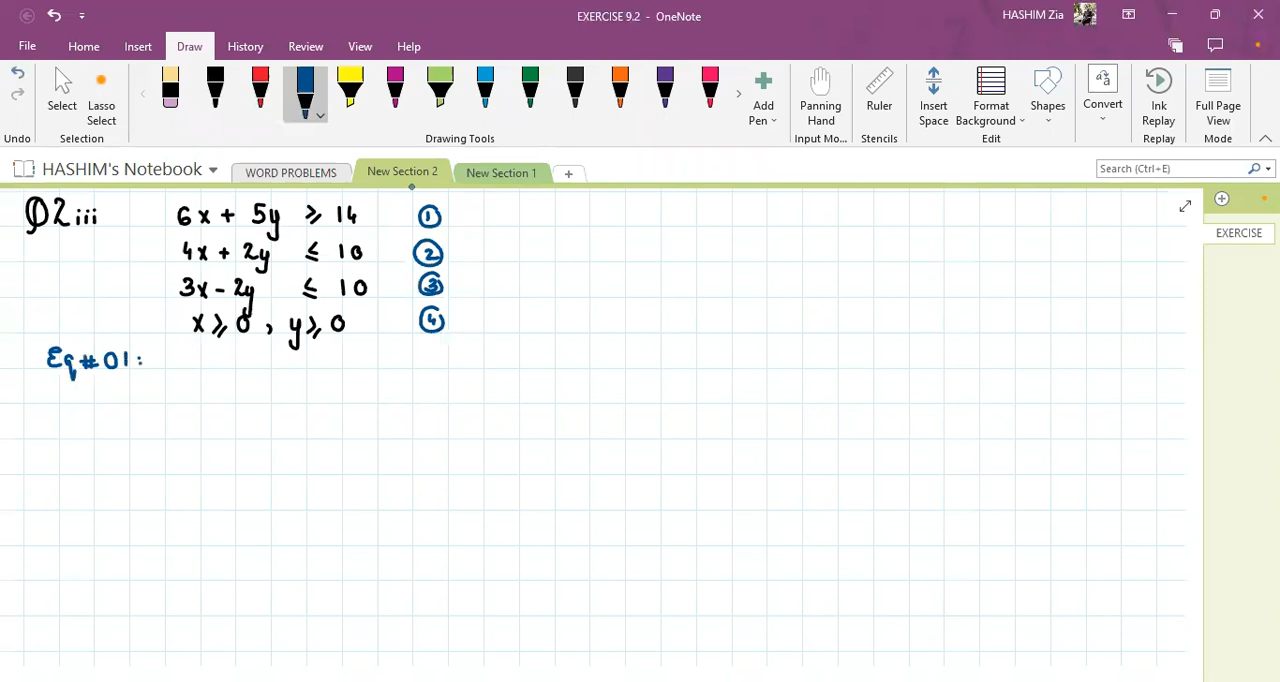 EXERCISE 9.2 - OneNote
HASHIM Zia
File Home Insert Draw History Review View Help
Undo
Select
Lasso Select
Selection
Drawing Tools
Add Pen
Panning Hand
Input Mo...
Ruler
Stencils
Insert Space
Format Background
Shapes
Edit
Convert
Ink Replay
Replay
Full Page View
Mode
HASHIM's Notebook
WORD PROBLEMS
New Section 2
New Section 1
Search (Ctrl+E)
EXERCISE
Q2iii 6x + 5y ≥ 14 ①
4x + 2y ≤ 10 ②
3x - 2y ≤ 10 ③
x ≥ 0 , y ≥ 0 ④
Eq # 01: